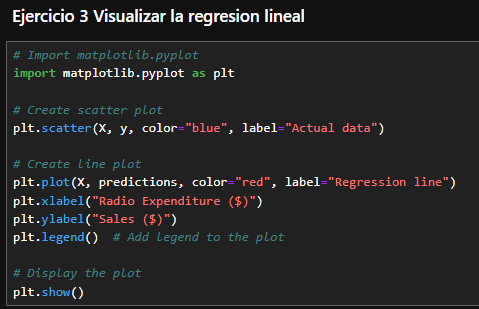 Ejercicio 3 Visualizar la regresion lineal
# Import matplotlib.pyplot
import matplotlib.pyplot as plt
# Create scatter plot
plt.scatter(X, y, color="blue", label="Actual data")
# Create line plot
plt.plot(X, predictions, color="red", label="Regression line")
plt.xlabel("Radio Expenditure ($)")
plt.ylabel("Sales ($)")
plt.legend()  # Add legend to the plot
# Display the plot
plt.show()